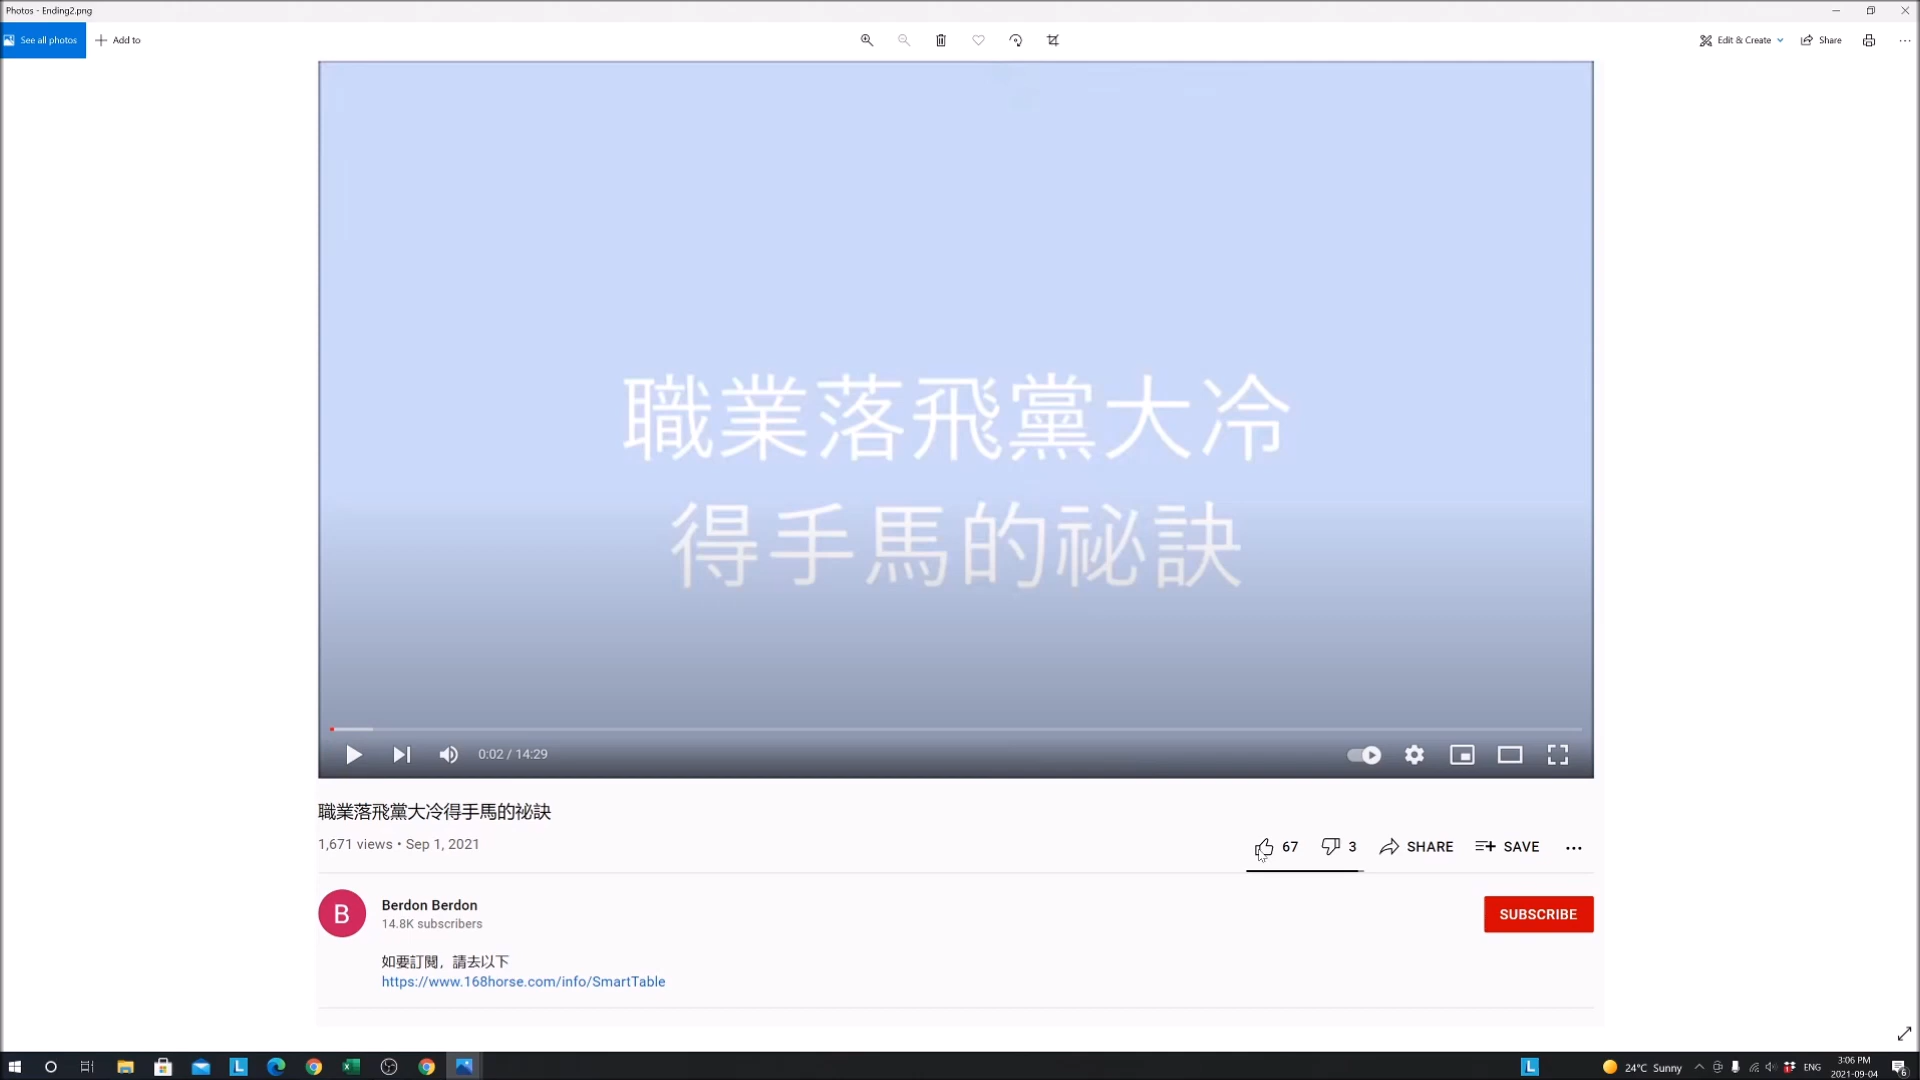 Photos - Ending2.png
See all photos
Add to
Edit & Create
Share
職業落飛黨大冷
得手馬的祕訣
0:02 / 14:29
職業落飛黨大冷得手馬的祕訣
1,671 views • Sep 1, 2021
67
3
SHARE
SAVE
B
Berdon Berdon
14.8K subscribers
SUBSCRIBE
如要訂閱，請去以下
https://www.168horse.com/info/SmartTable
L
L
24°C Sunny
ENG
3:06 PM
2021-09-04
6